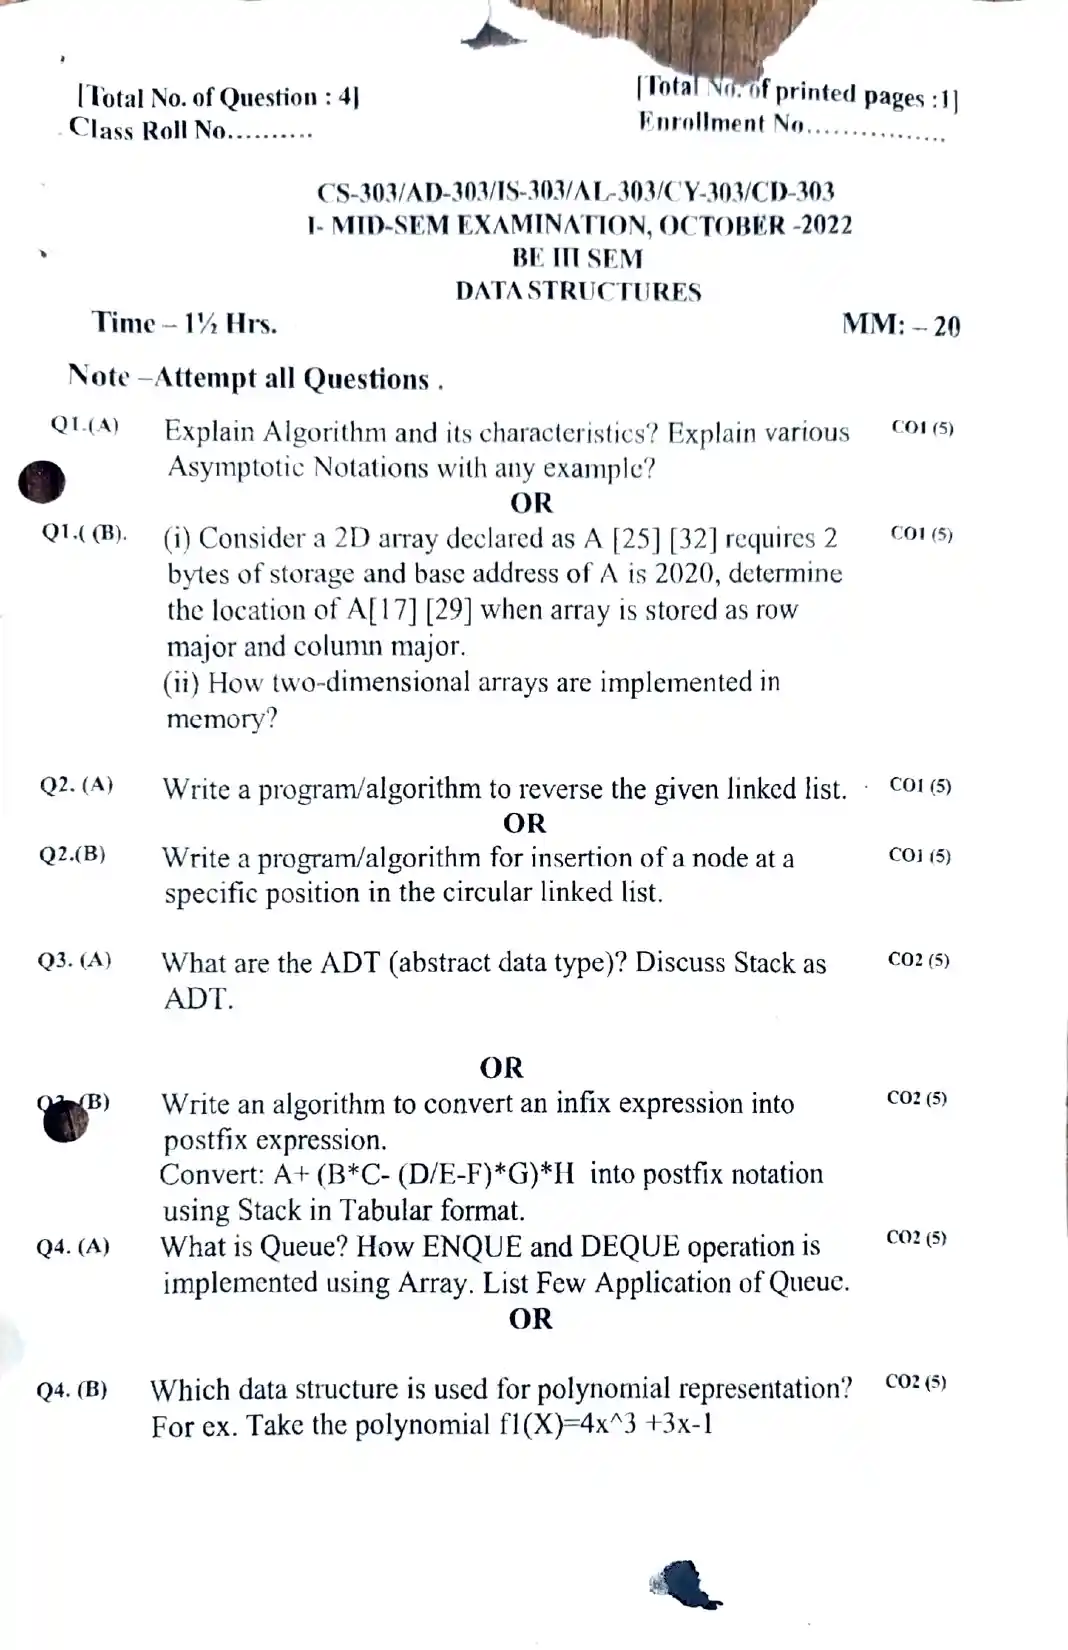 [Total No. of Question : 4]
[Total No. of printed pages :1]
Class Roll No..........
Enrollment No................
CS-303/AD-303/IS-303/AL-303/CY-303/CD-303
I- MID-SEM EXAMINATION, OCTOBER -2022
BE III SEM
DATA STRUCTURES
Time – 1½ Hrs.
MM: – 20
Note –Attempt all Questions .
Q1.(A) Explain Algorithm and its characteristics? Explain various CO1 (5)
Asymptotic Notations with any example?
OR
Q1.( (B). (i) Consider a 2D array declared as A [25] [32] requires 2 CO1 (5)
bytes of storage and base address of A is 2020, determine
the location of A[17] [29] when array is stored as row
major and column major.
(ii) How two-dimensional arrays are implemented in
memory?
Q2. (A) Write a program/algorithm to reverse the given linked list. CO1 (5)
OR
Q2.(B) Write a program/algorithm for insertion of a node at a CO1 (5)
specific position in the circular linked list.
Q3. (A) What are the ADT (abstract data type)? Discuss Stack as CO2 (5)
ADT.
OR
(B) Write an algorithm to convert an infix expression into CO2 (5)
postfix expression.
Convert: A+ (B*C- (D/E-F)*G)*H into postfix notation
using Stack in Tabular format.
Q4. (A) What is Queue? How ENQUE and DEQUE operation is CO2 (5)
implemented using Array. List Few Application of Queue.
OR
Q4. (B) Which data structure is used for polynomial representation? CO2 (5)
For ex. Take the polynomial f1(X)=4x^3 +3x-1